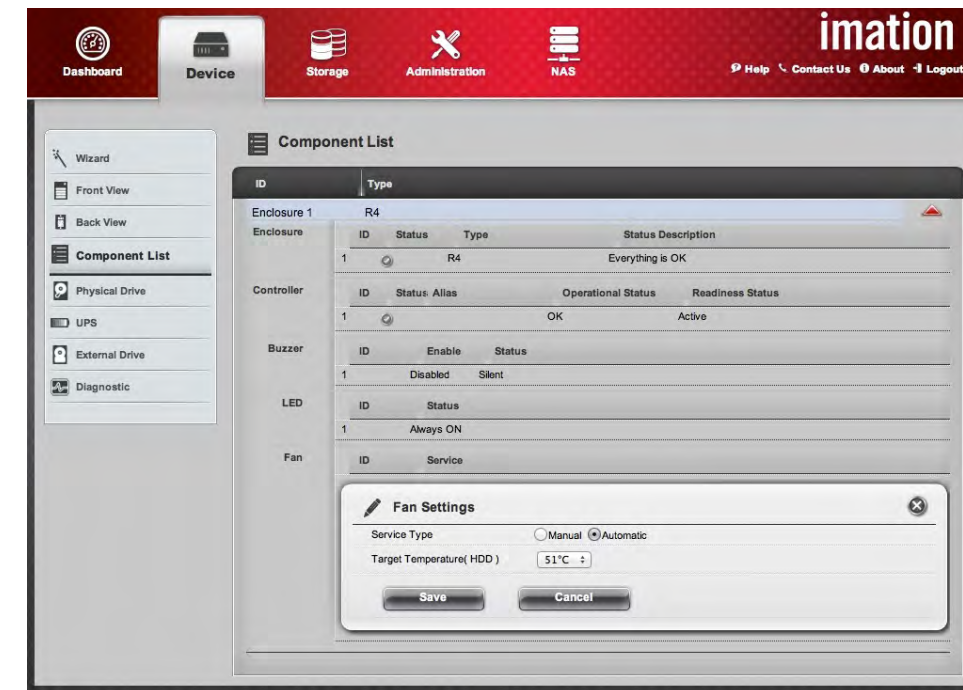 imation
Dashboard
Device
Storage
Administration
NAS
Help Contact Us About Logout
Wizard
Front View
Back View
Component List
Physical Drive
UPS
External Drive
Diagnostic
Component List
ID Type
Enclosure 1 R4
Enclosure ID Status Type Status Description
1 R4 Everything is OK
Controller ID Status Alias Operational Status Readiness Status
1 OK Active
Buzzer ID Enable Status
1 Disabled Silent
LED ID Status
1 Always ON
Fan ID Service
Fan Settings
Service Type Manual Automatic
Target Temperature( HDD ) 51°C
Save Cancel